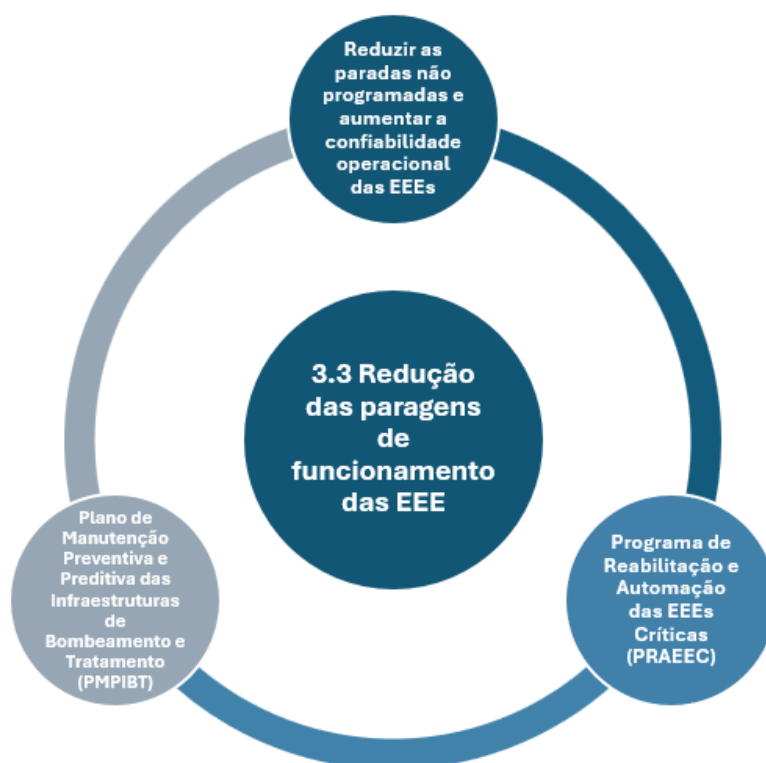 Reduzir as
paradas não
programadas e
aumentar a
confiabilidade
operacional
das EEEs
3.3 Redução
das paragens
de
funcionamento
das EEE
Plano de
Manutenção
Preventiva e
Preditiva das
Infraestruturas
de
Bombeamento e
Tratamento
(PMPIBT)
Programa de
Reabilitação e
Automação
das EEEs
Críticas
(PRAEEC)